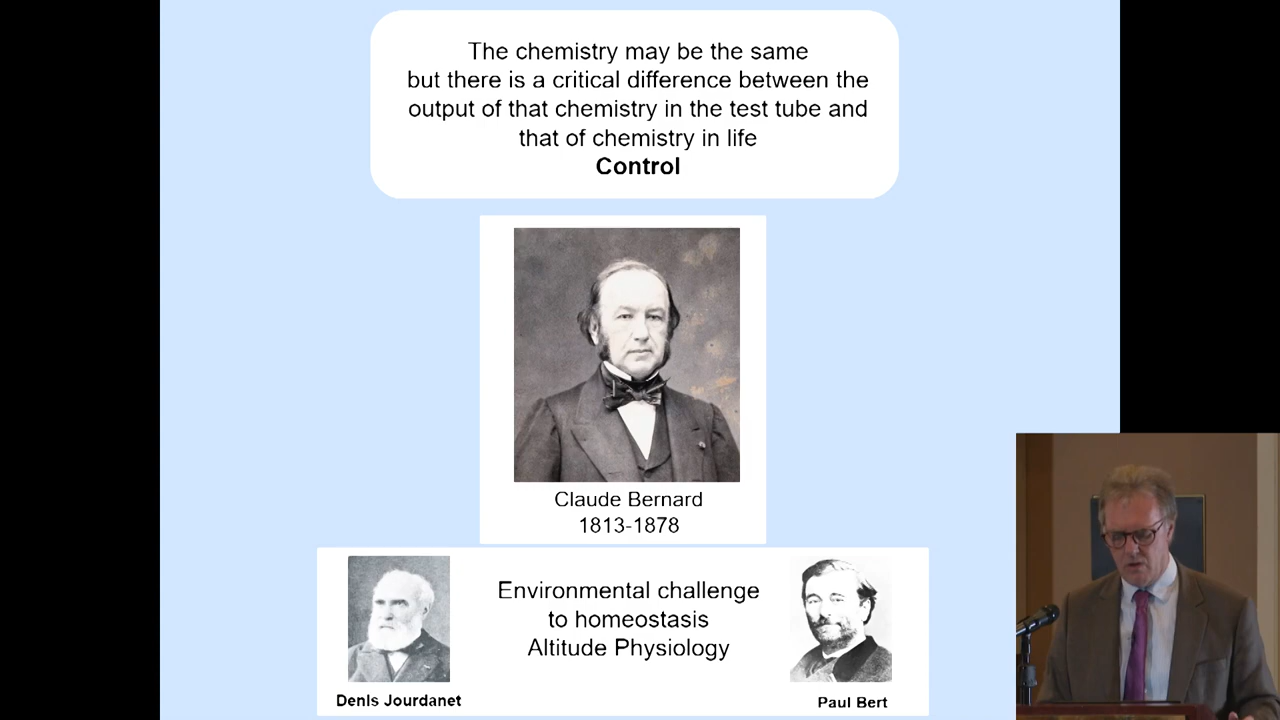 The chemistry may be the same
but there is a critical difference between the
output of that chemistry in the test tube and
that of chemistry in life
Control
Claude Bernard
1813-1878
Environmental challenge
to homeostasis
Altitude Physiology
Denis Jourdanet
Paul Bert